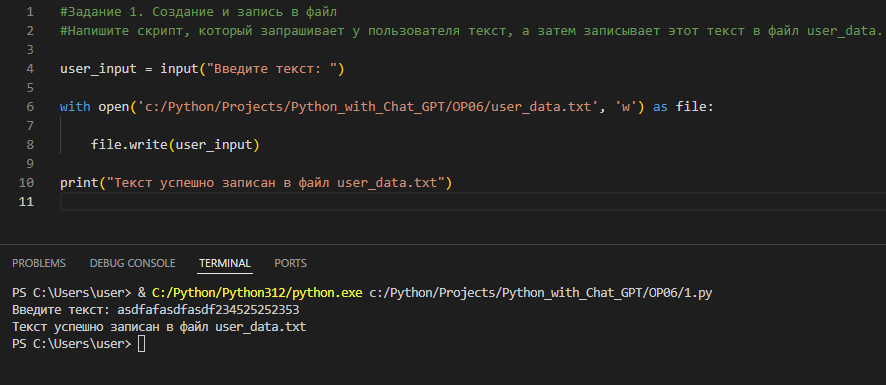 1 #Задание 1. Создание и запись в файл
2 #Напишите скрипт, который запрашивает у пользователя текст, а затем записывает этот текст в файл user_data.
3
4 user_input = input("Введите текст: ")
5
6 with open('c:/Python/Projects/Python_with_Chat_GPT/OP06/user_data.txt', 'w') as file:
7
8     file.write(user_input)
9
10 print("Текст успешно записан в файл user_data.txt")
11
PROBLEMS DEBUG CONSOLE TERMINAL PORTS
PS C:\Users\user> & C:/Python/Python312/python.exe c:/Python/Projects/Python_with_Chat_GPT/OP06/1.py
Введите текст: asdfafasdfasdf234525252353
Текст успешно записан в файл user_data.txt
PS C:\Users\user>